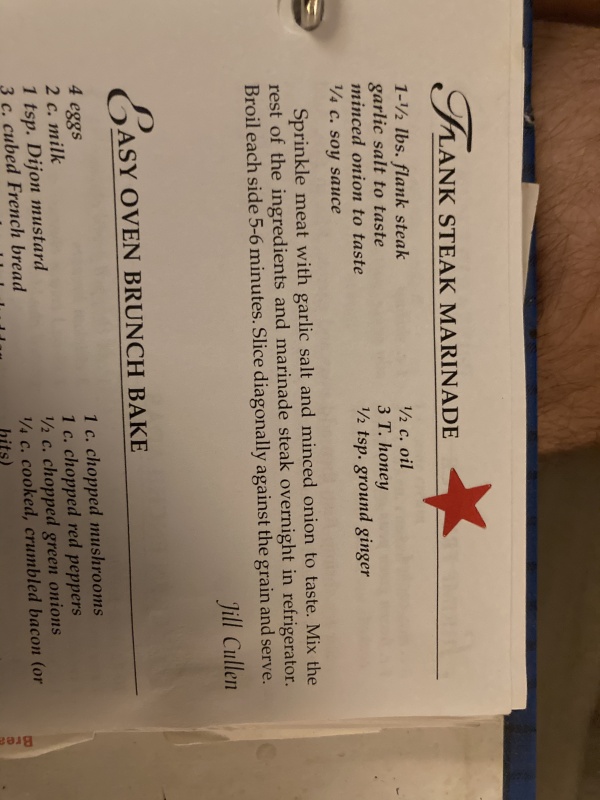 FLANK STEAK MARINADE
1-½ lbs. flank steak
garlic salt to taste
minced onion to taste
¼ c. soy sauce
½ c. oil
3 T. honey
½ tsp. ground ginger
Sprinkle meat with garlic salt and minced onion to taste. Mix the
rest of the ingredients and marinade steak overnight in refrigerator.
Broil each side 5-6 minutes. Slice diagonally against the grain and serve.
Jill Cullen
EASY OVEN BRUNCH BAKE
4 eggs
2 c. milk
1 tsp. Dijon mustard
3 c. cubed French bread
1 c. chopped mushrooms
1 c. chopped red peppers
½ c. chopped green onions
¼ c. cooked, crumbled bacon (or
bits)